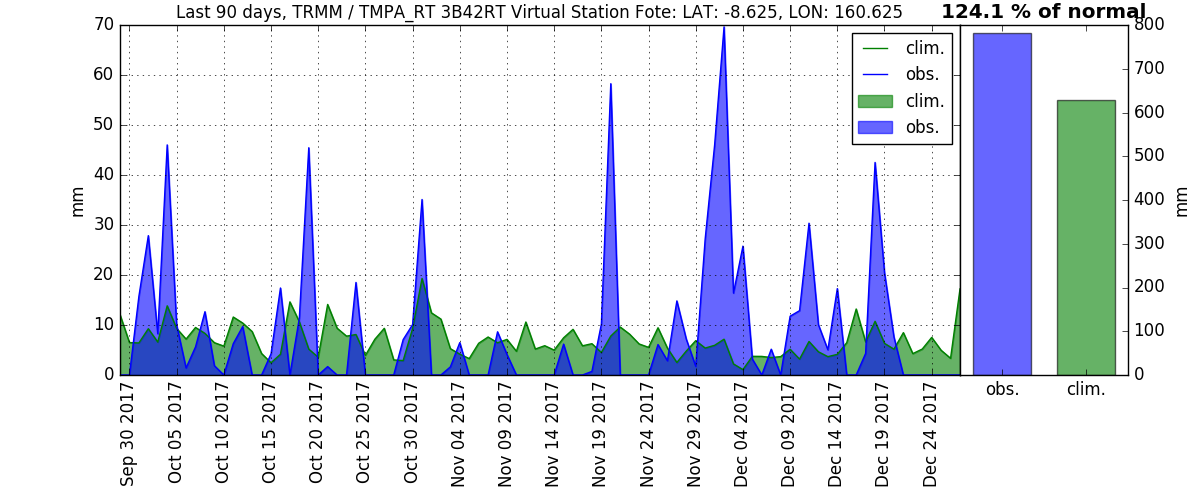 Last 90 days, TRMM / TMPA_RT 3B42RT Virtual Station Fote: LAT: -8.625, LON: 160.625
124.1 % of normal
70
60
50
40
30
20
10
0
mm
clim.
obs.
clim.
obs.
800
700
600
500
400
300
200
100
0
mm
obs.
clim.
Sep 30 2017
Oct 05 2017
Oct 10 2017
Oct 15 2017
Oct 20 2017
Oct 25 2017
Oct 30 2017
Nov 04 2017
Nov 09 2017
Nov 14 2017
Nov 19 2017
Nov 24 2017
Nov 29 2017
Dec 04 2017
Dec 09 2017
Dec 14 2017
Dec 19 2017
Dec 24 2017